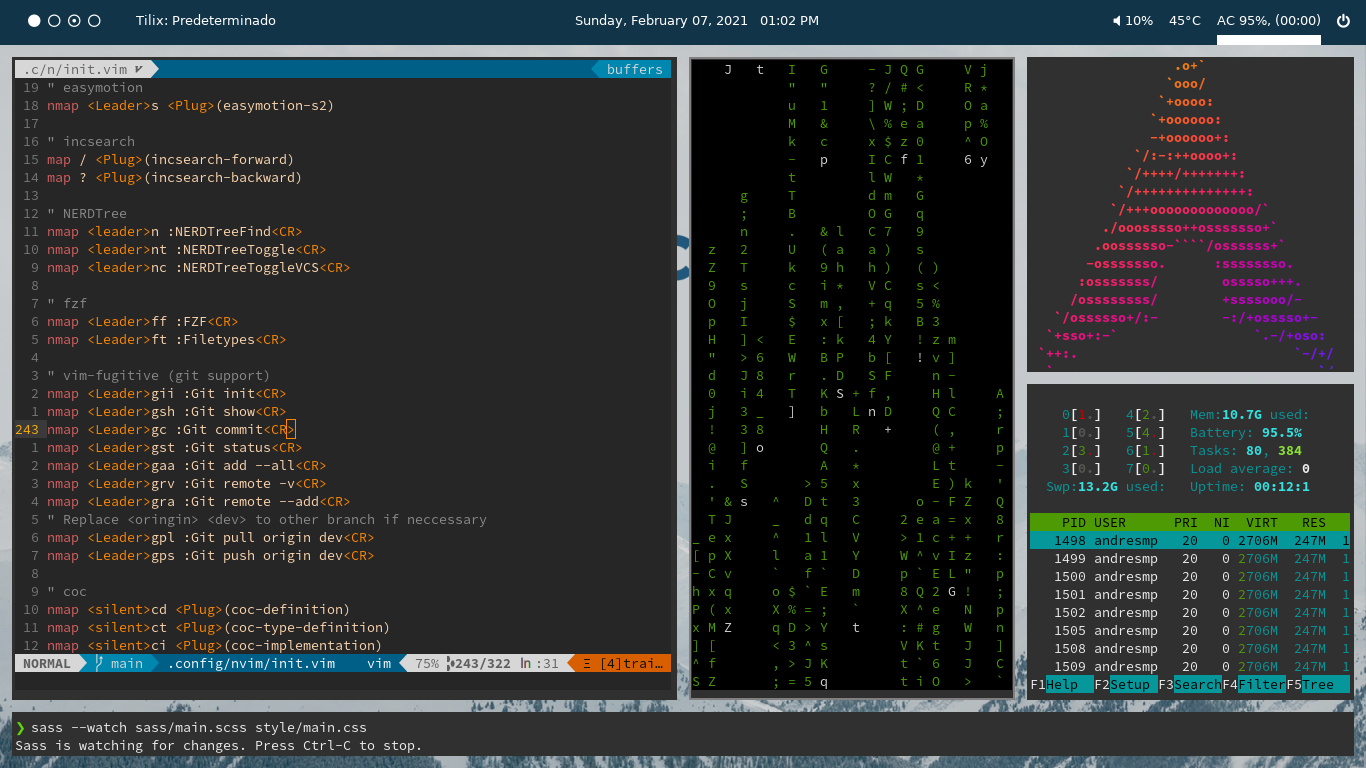 Tilix: Predeterminado
Sunday, February 07, 2021   01:02 PM
10%   45°C   AC 95%, (00:00)
.c/n/init.vim   buffers
19 " easymotion
18 nmap <Leader>s <Plug>(easymotion-s2)
17
16 " incsearch
15 map / <Plug>(incsearch-forward)
14 map ? <Plug>(incsearch-backward)
13
12 " NERDTree
11 nmap <leader>n :NERDTreeFind<CR>
10 nmap <leader>nt :NERDTreeToggle<CR>
9 nmap <leader>nc :NERDTreeToggleVCS<CR>
8
7 " fzf
6 nmap <Leader>ff :FZF<CR>
5 nmap <Leader>ft :Filetypes<CR>
4
3 " vim-fugitive (git support)
2 nmap <Leader>gii :Git init<CR>
1 nmap <Leader>gsh :Git show<CR>
243 nmap <Leader>gc :Git commit<CR>
1 nmap <Leader>gst :Git status<CR>
2 nmap <Leader>gaa :Git add --all<CR>
3 nmap <Leader>grv :Git remote -v<CR>
4 nmap <Leader>gra :Git remote --add<CR>
5 " Replace <oringin> <dev> to other branch if neccessary
6 nmap <Leader>gpl :Git pull origin dev<CR>
7 nmap <Leader>gps :Git push origin dev<CR>
8
9 " coc
10 nmap <silent>cd <Plug>(coc-definition)
11 nmap <silent>ct <Plug>(coc-type-definition)
12 nmap <silent>ci <Plug>(coc-implementation)
NORMAL   main   .config/nvim/init.vim   vim   75%   243/322   :31   Ξ [4]trai…
0[1.]   4[2.]   Mem:10.7G used:
1[0.]   5[4.]   Battery: 95.5%
2[3.]   6[1.]   Tasks: 80, 384
3[0.]   7[0.]   Load average: 0
Swp:13.2G used:   Uptime: 00:12:1
PID USER   PRI   NI   VIRT   RES
1498 andresmp   20   0 2706M   247M   1
1499 andresmp   20   0 2706M   247M   1
1500 andresmp   20   0 2706M   247M   1
1501 andresmp   20   0 2706M   247M   1
1502 andresmp   20   0 2706M   247M   1
1505 andresmp   20   0 2706M   247M   1
1508 andresmp   20   0 2706M   247M   1
1509 andresmp   20   0 2706M   247M   1
F1Help   F2Setup   F3SearchF4FilterF5Tree
❯ sass --watch sass/main.scss style/main.css
Sass is watching for changes. Press Ctrl-C to stop.